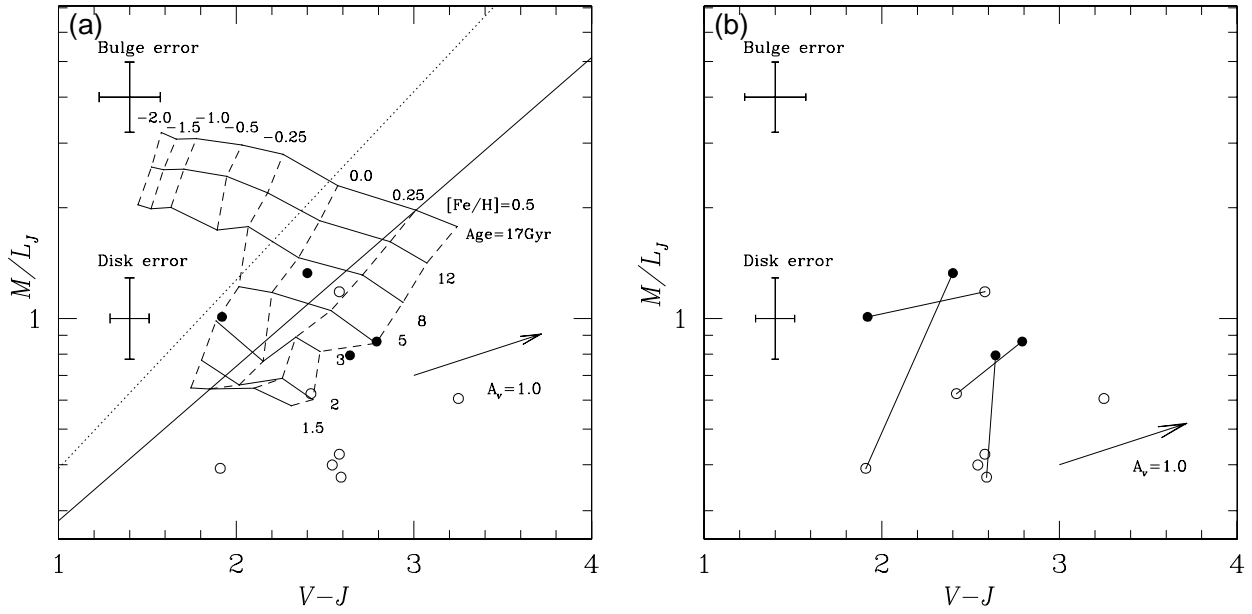 (a)
Bulge error
−2.0
−1.5
−1.0
−0.5
−0.25
0.0
0.25
[Fe/H]=0.5
Age=17Gyr
Disk error
12
8
5
3
2
1.5
A_v=1.0
M/L_J
1
1 2 3 4
V−J
(b)
Bulge error
Disk error
A_v=1.0
M/L_J
1
1 2 3 4
V−J